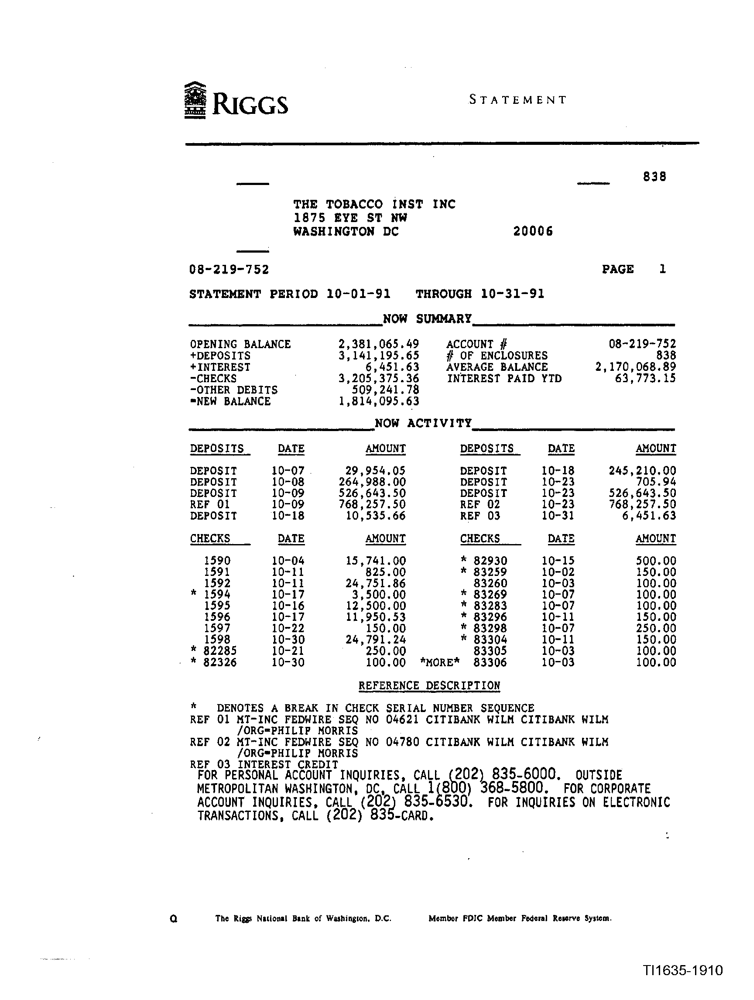 RIGGS STATEMENT
838
THE TOBACCO INST INC
1875 EYE ST NW
WASHINGTON DC 20006
08-219-752 PAGE 1
STATEMENT PERIOD 10-01-91 THROUGH 10-31-91
NOW SUMMARY
OPENING BALANCE 2,381,065.49 ACCOUNT # 08-219-752
+DEPOSITS 3,141,195.65 # OF ENCLOSURES 838
+INTEREST 6,451.63 AVERAGE BALANCE 2,170,068.89
-CHECKS 3,205,375.36 INTEREST PAID YTD 63,773.15
-OTHER DEBITS 509,241.78
=NEW BALANCE 1,814,095.63
NOW ACTIVITY
DEPOSITS DATE AMOUNT DEPOSITS DATE AMOUNT
DEPOSIT 10-07 29,954.05 DEPOSIT 10-18 245,210.00
DEPOSIT 10-08 264,988.00 DEPOSIT 10-23 705.94
DEPOSIT 10-09 526,643.50 DEPOSIT 10-23 526,643.50
REF 01 10-09 768,257.50 REF 02 10-23 768,257.50
DEPOSIT 10-18 10,535.66 REF 03 10-31 6,451.63
CHECKS DATE AMOUNT CHECKS DATE AMOUNT
1590 10-04 15,741.00 * 82930 10-15 500.00
1591 10-11 825.00 * 83259 10-02 150.00
1592 10-11 24,751.86 83260 10-03 100.00
* 1594 10-17 3,500.00 * 83269 10-07 100.00
1595 10-16 12,500.00 * 83283 10-07 100.00
1596 10-17 11,950.53 * 83296 10-11 150.00
1597 10-22 150.00 * 83298 10-07 250.00
1598 10-30 24,791.24 * 83304 10-11 150.00
* 82285 10-21 250.00 83305 10-03 100.00
* 82326 10-30 100.00 *MORE* 83306 10-03 100.00
REFERENCE DESCRIPTION
* DENOTES A BREAK IN CHECK SERIAL NUMBER SEQUENCE
REF 01 MT-INC FEDWIRE SEQ NO 04621 CITIBANK WILM CITIBANK WILM
/ORG=PHILIP MORRIS
REF 02 MT-INC FEDWIRE SEQ NO 04780 CITIBANK WILM CITIBANK WILM
/ORG=PHILIP MORRIS
REF 03 INTEREST CREDIT
FOR PERSONAL ACCOUNT INQUIRIES, CALL (202) 835-6000. OUTSIDE
METROPOLITAN WASHINGTON, DC, CALL 1(800) 368-5800. FOR CORPORATE
ACCOUNT INQUIRIES, CALL (202) 835-6530. FOR INQUIRIES ON ELECTRONIC
TRANSACTIONS, CALL (202) 835-CARD.
Q The Riggs National Bank of Washington, D.C. Member FDIC Member Federal Reserve System.
TI1635-1910